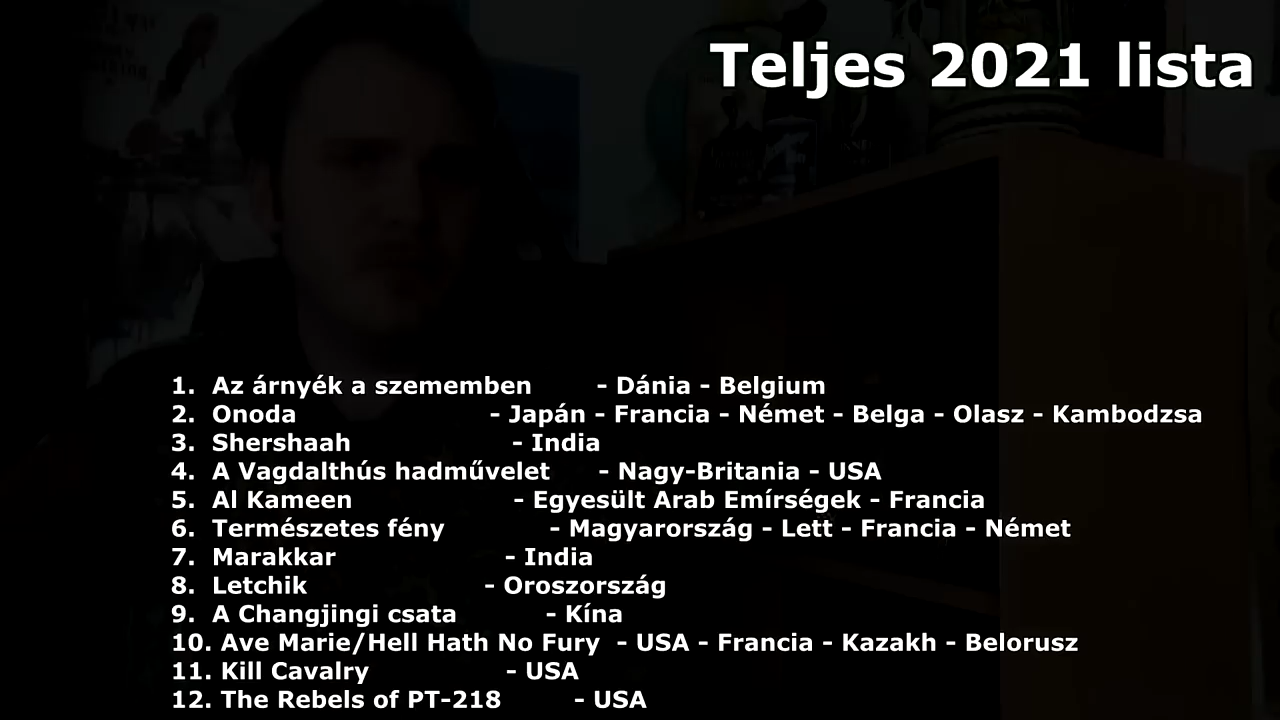 Teljes 2021 lista
1. Az árnyék a szememben - Dánia - Belgium
2. Onoda - Japán - Francia - Német - Belga - Olasz - Kambodzsa
3. Shershaah - India
4. A Vagdalthús hadművelet - Nagy-Britania - USA
5. Al Kameen - Egyesült Arab Emírségek - Francia
6. Természetes fény - Magyarország - Lett - Francia - Német
7. Marakkar - India
8. Letchik - Oroszország
9. A Changjingi csata - Kína
10. Ave Marie/Hell Hath No Fury - USA - Francia - Kazakh - Belorusz
11. Kill Cavalry - USA
12. The Rebels of PT-218 - USA